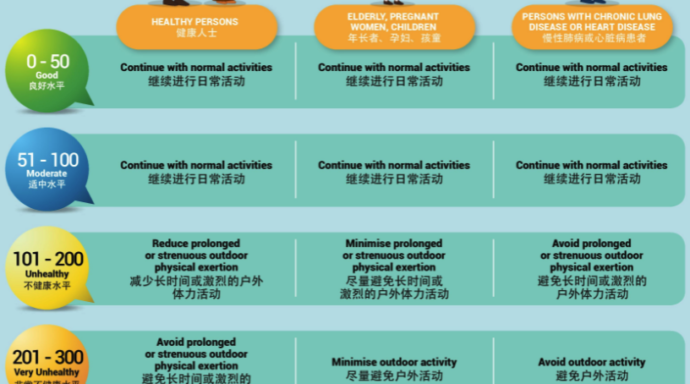 HEALTHY PERSONS
健康人士
ELDERLY, PREGNANT
WOMEN, CHILDREN
年长者、孕妇、孩童
PERSONS WITH CHRONIC LUNG
DISEASE OR HEART DISEASE
慢性肺病或心脏病患者
0 - 50
Good
良好水平
Continue with normal activities
继续进行日常活动
Continue with normal activities
继续进行日常活动
Continue with normal activities
继续进行日常活动
51 - 100
Moderate
适中水平
Continue with normal activities
继续进行日常活动
Continue with normal activities
继续进行日常活动
Continue with normal activities
继续进行日常活动
101 - 200
Unhealthy
不健康水平
Reduce prolonged
or strenuous outdoor
physical exertion
减少长时间或激烈的户外
体力活动
Minimise prolonged
or strenuous outdoor
physical exertion
尽量避免长时间或
激烈的户外体力活动
Avoid prolonged
or strenuous outdoor
physical exertion
避免长时间或激烈的
户外体力活动
201 - 300
Very Unhealthy
非常不健康水平
Avoid prolonged
or strenuous outdoor
physical exertion
避免长时间或激烈的
Minimise outdoor activity
尽量避免户外活动
Avoid outdoor activity
避免户外活动